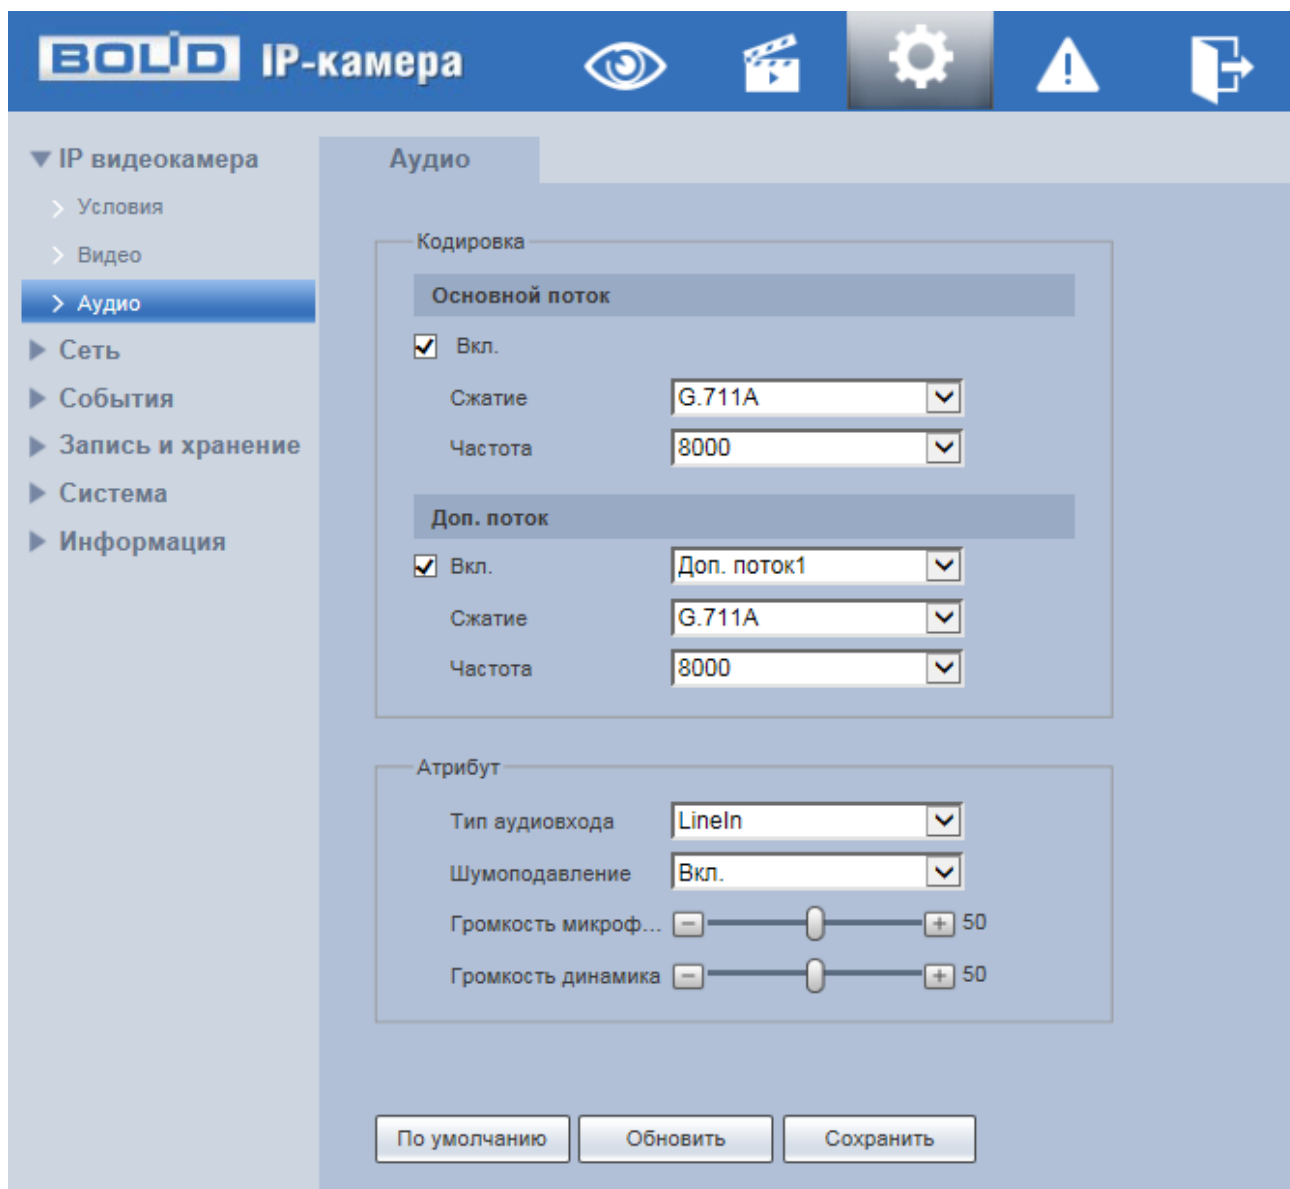 BOLID IP-камера
IP видеокамера
Условия
Видео
Аудио
Сеть
События
Запись и хранение
Система
Информация
Аудио
Кодировка
Основной поток
Вкл.
Сжатие G.711A
Частота 8000
Доп. поток
Вкл. Доп. поток1
Сжатие G.711A
Частота 8000
Атрибут
Тип аудиовхода LineIn
Шумоподавление Вкл.
Громкость микроф... 50
Громкость динамика 50
По умолчанию Обновить Сохранить